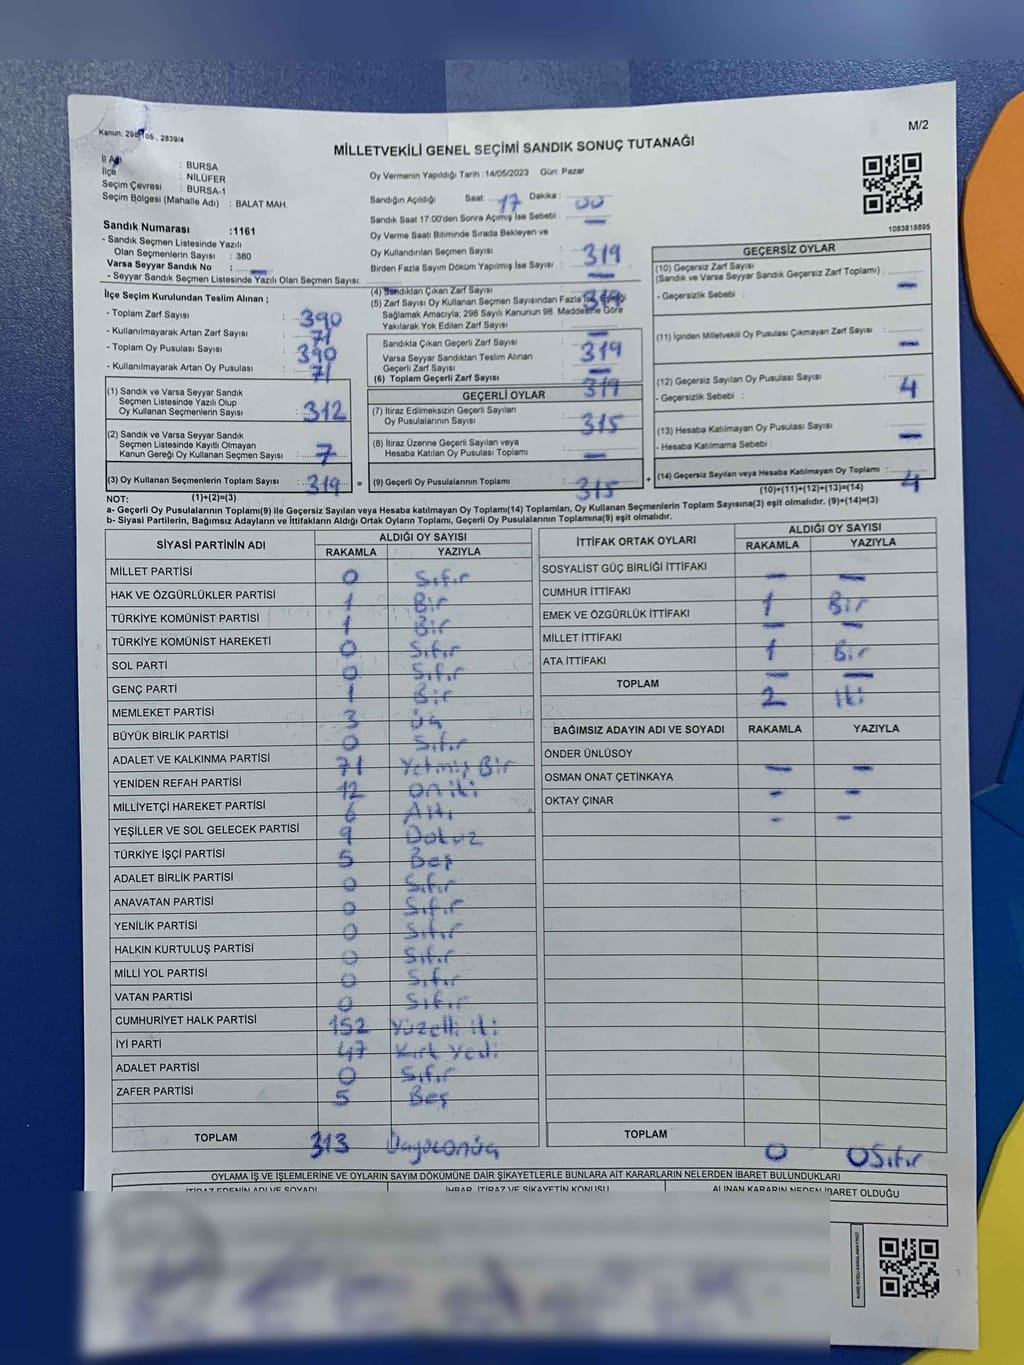 Kanun: 298, 2839/4
M/2
MİLLETVEKİLİ GENEL SEÇİMİ SANDIK SONUÇ TUTANAĞI
İl Adı : BURSA
İlçe : NİLÜFER
Seçim Çevresi : BURSA-1
Seçim Bölgesi (Mahalle Adı) : BALAT MAH.
Oy Vermenin Yapıldığı Tarih : 14/05/2023 Gün: Pazar
Sandığın Açıldığı Saat: 17 Dakika : 00
Sandık Saat 17:00'den Sonra Açılmış İse Sebebi : —
Oy Verme Saati Bitiminde Sırada Bekleyen ve
Oy Kullandırılan Seçmen Sayısı : 319
Birden Fazla Sayım Döküm Yapılmış İse Sayısı : —
1083818895
Sandık Numarası :1161
- Sandık Seçmen Listesinde Yazılı
Olan Seçmenlerin Sayısı : 380
Varsa Seyyar Sandık No : —
- Seyyar Sandık Seçmen Listesinde Yazılı Olan Seçmen Sayısı:
İlçe Seçim Kurulundan Teslim Alınan ;
- Toplam Zarf Sayısı : 390
- Kullanılmayarak Artan Zarf Sayısı : 71
- Toplam Oy Pusulası Sayısı : 390
- Kullanılmayarak Artan Oy Pusulası : 71
(4) Sandıktan Çıkan Zarf Sayısı : 319
(5) Zarf Sayısı Oy Kullanan Seçmen Sayısından Fazla İse, Eşitliği
Sağlamak Amacıyla; 298 Sayılı Kanunun 98. Maddesine Göre
Yakılarak Yok Edilen Zarf Sayısı : —
Sandıkta Çıkan Geçerli Zarf Sayısı : 319
Varsa Seyyar Sandıktan Teslim Alınan
Geçerli Zarf Sayısı : —
(6) Toplam Geçerli Zarf Sayısı : 319
GEÇERSİZ OYLAR
(10) Geçersiz Zarf Sayısı
(Sandık ve Varsa Seyyar Sandık Geçersiz Zarf Toplamı) : —
- Geçersizlik Sebebi :
(11) İçinden Milletvekili Oy Pusulası Çıkmayan Zarf Sayısı : —
(12) Geçersiz Sayılan Oy Pusulası Sayısı : 4
- Geçersizlik Sebebi :
(13) Hesaba Katılmayan Oy Pusulası Sayısı : —
- Hesaba Katılmama Sebebi :
(14) Geçersiz Sayılan veya Hesaba Katılmayan Oy Toplamı : 4
(10)+(11)+(12)+(13)=(14)
(1) Sandık ve Varsa Seyyar Sandık
Seçmen Listesinde Yazılı Olup
Oy Kullanan Seçmenlerin Sayısı : 312
(2) Sandık ve Varsa Seyyar Sandık
Seçmen Listesinde Kayıtlı Olmayan
Kanun Gereği Oy Kullanan Seçmen Sayısı : 7
(3) Oy Kullanan Seçmenlerin Toplam Sayısı : 319 =
(1)+(2)=(3)
GEÇERLİ OYLAR
(7) İtiraz Edilmeksizin Geçerli Sayılan
Oy Pusulalarının Sayısı : 315
(8) İtiraz Üzerine Geçerli Sayılan veya
Hesaba Katılan Oy Pusulası Toplamı : —
(9) Geçerli Oy Pusulalarının Toplamı : 315 +
NOT:
a- Geçerli Oy Pusulalarının Toplamı(9) ile Geçersiz Sayılan veya Hesaba katılmayan Oy Toplamı(14) Toplamları, Oy Kullanan Seçmenlerin Toplam Sayısına(3) eşit olmalıdır. (9)+(14)=(3)
b- Siyasi Partilerin, Bağımsız Adayların ve İttifakların Aldığı Ortak Oyların Toplamı, Geçerli Oy Pusulalarının Toplamına(9) eşit olmalıdır.
SİYASİ PARTİNİN ADI ALDIĞI OY SAYISI
RAKAMLA YAZIYLA
MİLLET PARTİSİ 0 Sıfır
HAK VE ÖZGÜRLÜKLER PARTİSİ 1 Bir
TÜRKİYE KOMÜNİST PARTİSİ 1 Bir
TÜRKİYE KOMÜNİST HAREKETİ 0 Sıfır
SOL PARTİ 0 Sıfır
GENÇ PARTİ 1 Bir
MEMLEKET PARTİSİ 3 üç
BÜYÜK BİRLİK PARTİSİ 0 Sıfır
ADALET VE KALKINMA PARTİSİ 71 Yetmiş Bir
YENİDEN REFAH PARTİSİ 12 on iki
MİLLİYETÇİ HAREKET PARTİSİ 6 Altı
YEŞİLLER VE SOL GELECEK PARTİSİ 9 Dokuz
TÜRKİYE İŞÇİ PARTİSİ 5 Beş
ADALET BİRLİK PARTİSİ 0 Sıfır
ANAVATAN PARTİSİ 0 Sıfır
YENİLİK PARTİSİ 0 Sıfır
HALKIN KURTULUŞ PARTİSİ 0 Sıfır
MİLLİ YOL PARTİSİ 0 Sıfır
VATAN PARTİSİ 0 Sıfır
CUMHURİYET HALK PARTİSİ 152 Yüzelli iki
İYİ PARTİ 47 Kırk Yedi
ADALET PARTİSİ 0 Sıfır
ZAFER PARTİSİ 5 Beş
TOPLAM 313
İTTİFAK ORTAK OYLARI ALDIĞI OY SAYISI
RAKAMLA YAZIYLA
SOSYALİST GÜÇ BİRLİĞİ İTTİFAKI — —
CUMHUR İTTİFAKI 1 Bir
EMEK VE ÖZGÜRLÜK İTTİFAKI — —
MİLLET İTTİFAKI 1 Bir
ATA İTTİFAKI — —
TOPLAM 2 iki
BAĞIMSIZ ADAYIN ADI VE SOYADI RAKAMLA YAZIYLA
ÖNDER ÜNLÜSOY — —
OSMAN ONAT ÇETİNKAYA — —
OKTAY ÇINAR — —
TOPLAM 0 0Sıfır
OYLAMA İŞ VE İŞLEMLERİNE VE OYLARIN SAYIM DÖKÜMÜNE DAİR ŞİKAYETLERLE BUNLARA AİT KARARLARIN NELERDEN İBARET BULUNDUKLARI
İTİRAZ EDENİN ADI VE SOYADI İHBAR, İTİRAZ VE ŞİKAYETİN KONUSU ALINAN KARARIN NEDEN İBARET OLDUĞU